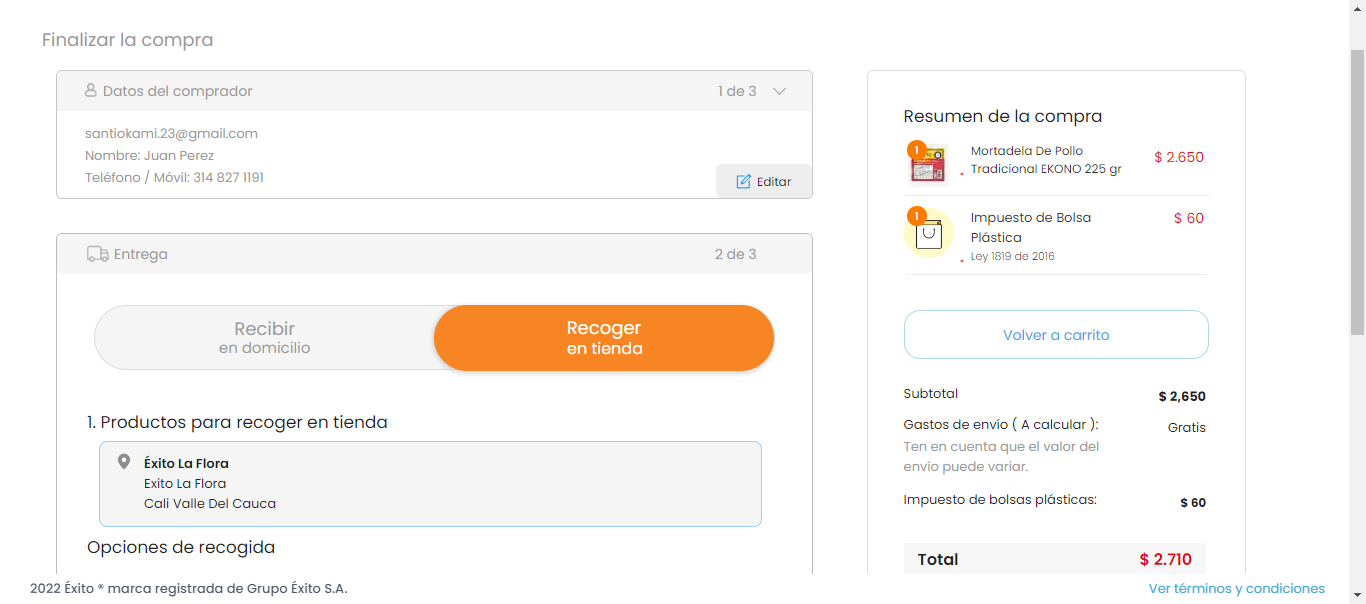 Finalizar la compra
Datos del comprador
1 de 3
santiokami.23@gmail.com
Nombre: Juan Perez
Teléfono / Móvil: 314 827 1191
Editar
Entrega
2 de 3
Recibir
en domicilio
Recoger
en tienda
1. Productos para recoger en tienda
Éxito La Flora
Exito La Flora
Cali Valle Del Cauca
Opciones de recogida
Resumen de la compra
1
Mortadela De Pollo
Tradicional EKONO 225 gr
$ 2.650
1
Impuesto de Bolsa
Plástica
Ley 1819 de 2016
$ 60
Volver a carrito
Subtotal
$ 2,650
Gastos de envío ( A calcular ):
Gratis
Ten en cuenta que el valor del
envío puede variar.
Impuesto de bolsas plásticas:
$ 60
Total
$ 2.710
2022 Éxito ® marca registrada de Grupo Éxito S.A.
Ver términos y condiciones